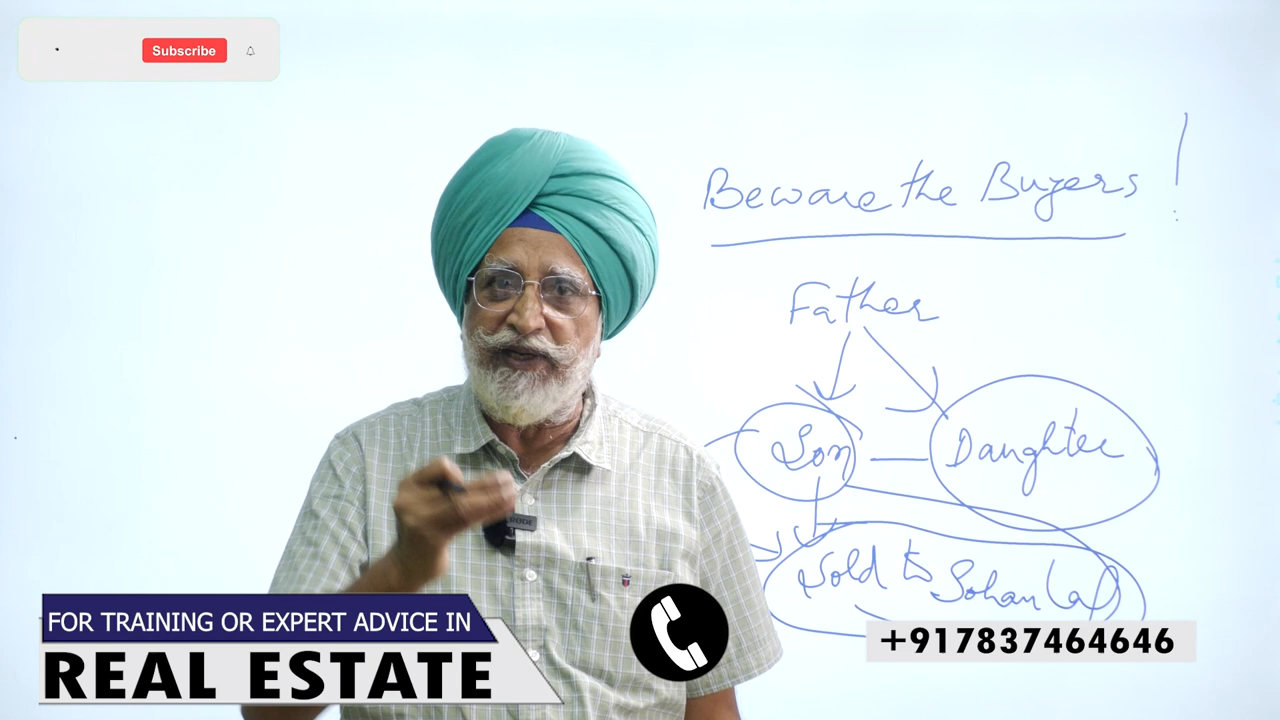 Subscribe
Beware the Buyers !
Father
Son
Daughter
Sold to Sohan Lal
RODE
FOR TRAINING OR EXPERT ADVICE IN
REAL ESTATE
+917837464646